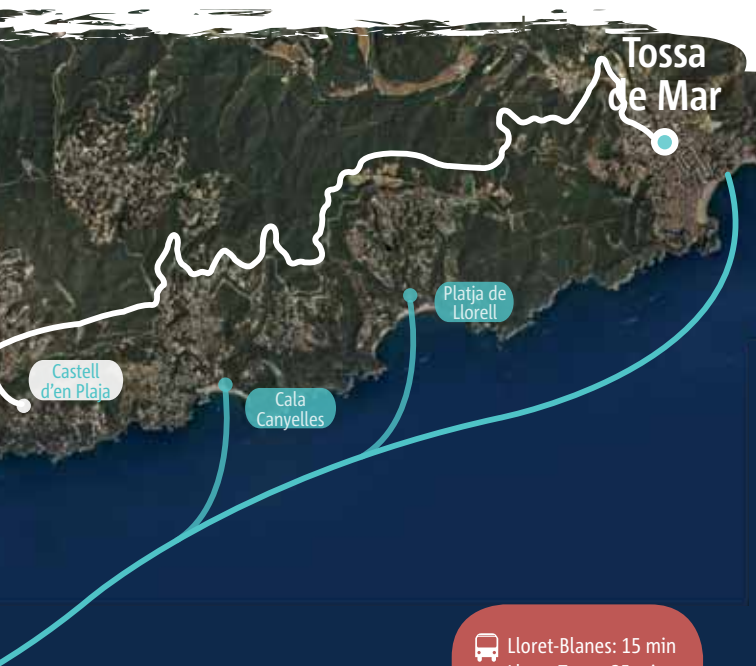 Tossa
de Mar
Platja de
Llorell
Castell
d'en Plaja
Cala
Canyelles
Lloret-Blanes: 15 min